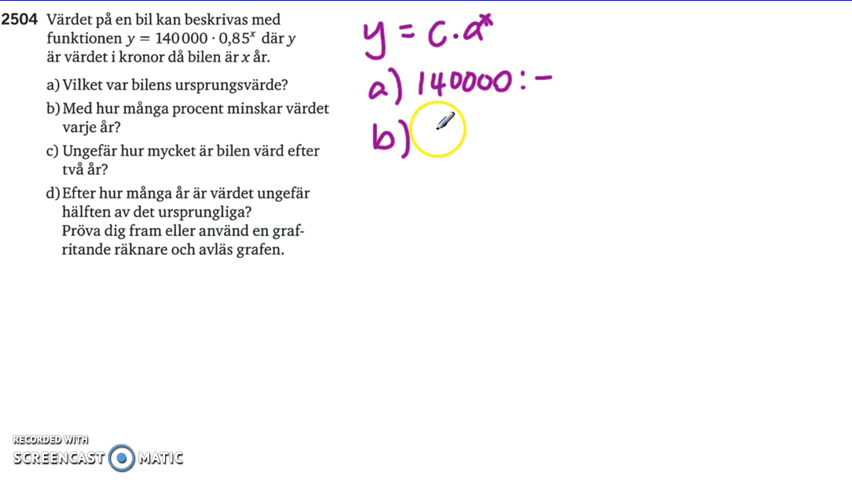 2504 Värdet på en bil kan beskrivas med
funktionen y = 140 000 · 0,85ˣ där y
är värdet i kronor då bilen är x år.
a) Vilket var bilens ursprungsvärde?
b) Med hur många procent minskar värdet
varje år?
c) Ungefär hur mycket är bilen värd efter
två år?
d) Efter hur många år är värdet ungefär
hälften av det ursprungliga?
Pröva dig fram eller använd en graf-
ritande räknare och avläs grafen.
y = C · aˣ
a) 140000 :-
b)
RECORDED WITH
SCREENCAST MATIC